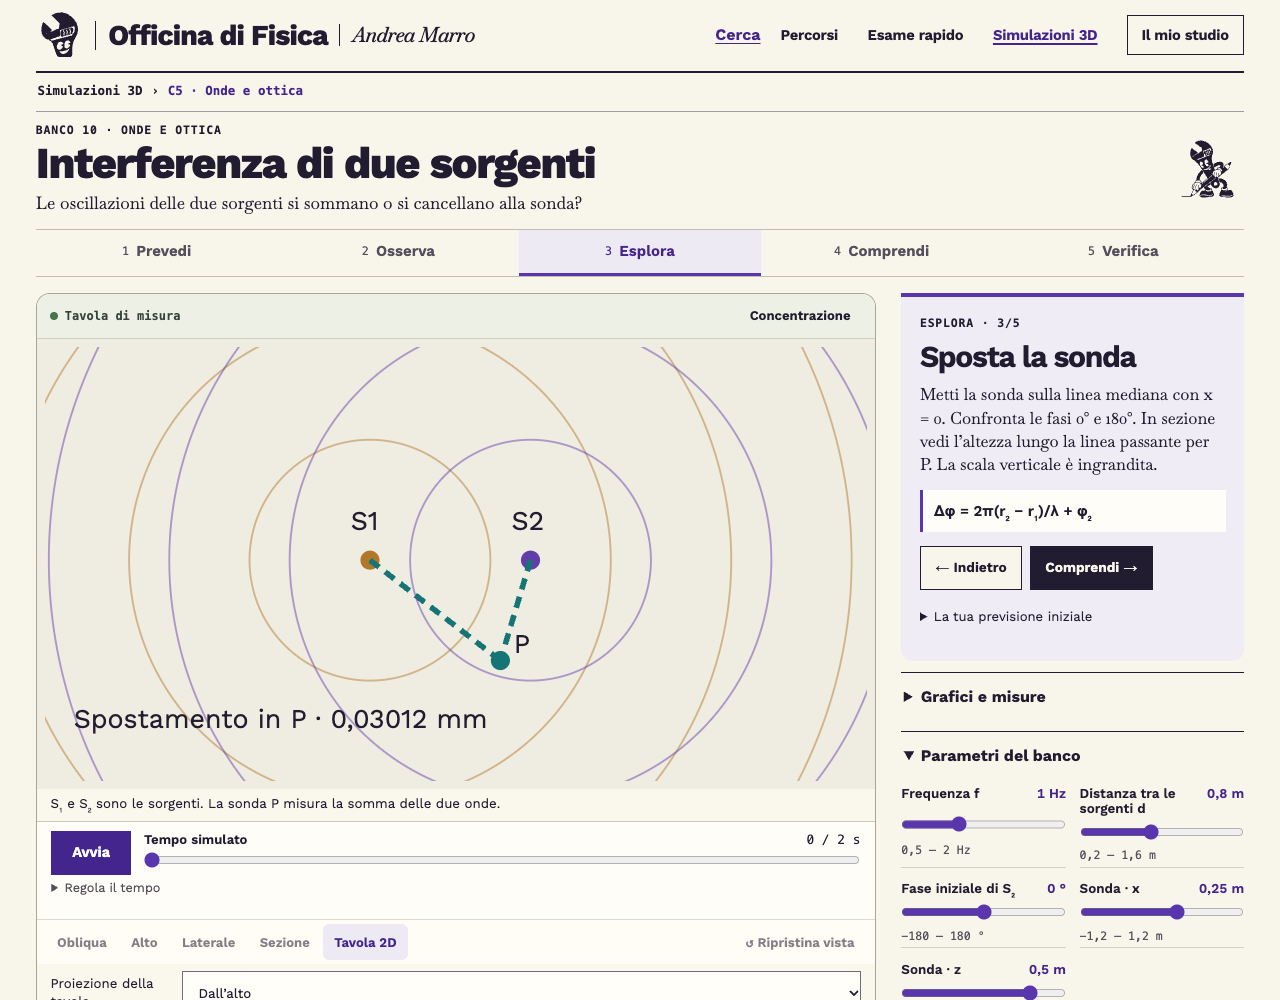 Officina di Fisica
Andrea Marro
Cerca
Percorsi
Esame rapido
Simulazioni 3D
Il mio studio
Simulazioni 3D › C5 · Onde e ottica
BANCO 10 · ONDE E OTTICA
Interferenza di due sorgenti
Le oscillazioni delle due sorgenti si sommano o si cancellano alla sonda?
1 Prevedi
2 Osserva
3 Esplora
4 Comprendi
5 Verifica
Tavola di misura
Concentrazione
S1
S2
P
Spostamento in P · 0,03012 mm
S₁ e S₂ sono le sorgenti. La sonda P misura la somma delle due onde.
Avvia
Tempo simulato
0 / 2 s
▶ Regola il tempo
Obliqua
Alto
Laterale
Sezione
Tavola 2D
↺ Ripristina vista
Proiezione della
tavola
Dall'alto
ESPLORA · 3/5
Sposta la sonda
Metti la sonda sulla linea mediana con x
= 0. Confronta le fasi 0° e 180°. In sezione
vedi l’altezza lungo la linea passante per
P. La scala verticale è ingrandita.
Δφ = 2π(r₂ − r₁)/λ + φ₂
← Indietro
Comprendi →
▶ La tua previsione iniziale
▶ Grafici e misure
▼ Parametri del banco
Frequenza f
1 Hz
0,5 — 2 Hz
Distanza tra le
sorgenti d
0,8 m
0,2 — 1,6 m
Fase iniziale di S₂
0 °
−180 — 180 °
Sonda · x
0,25 m
−1,2 — 1,2 m
Sonda · z
0,5 m